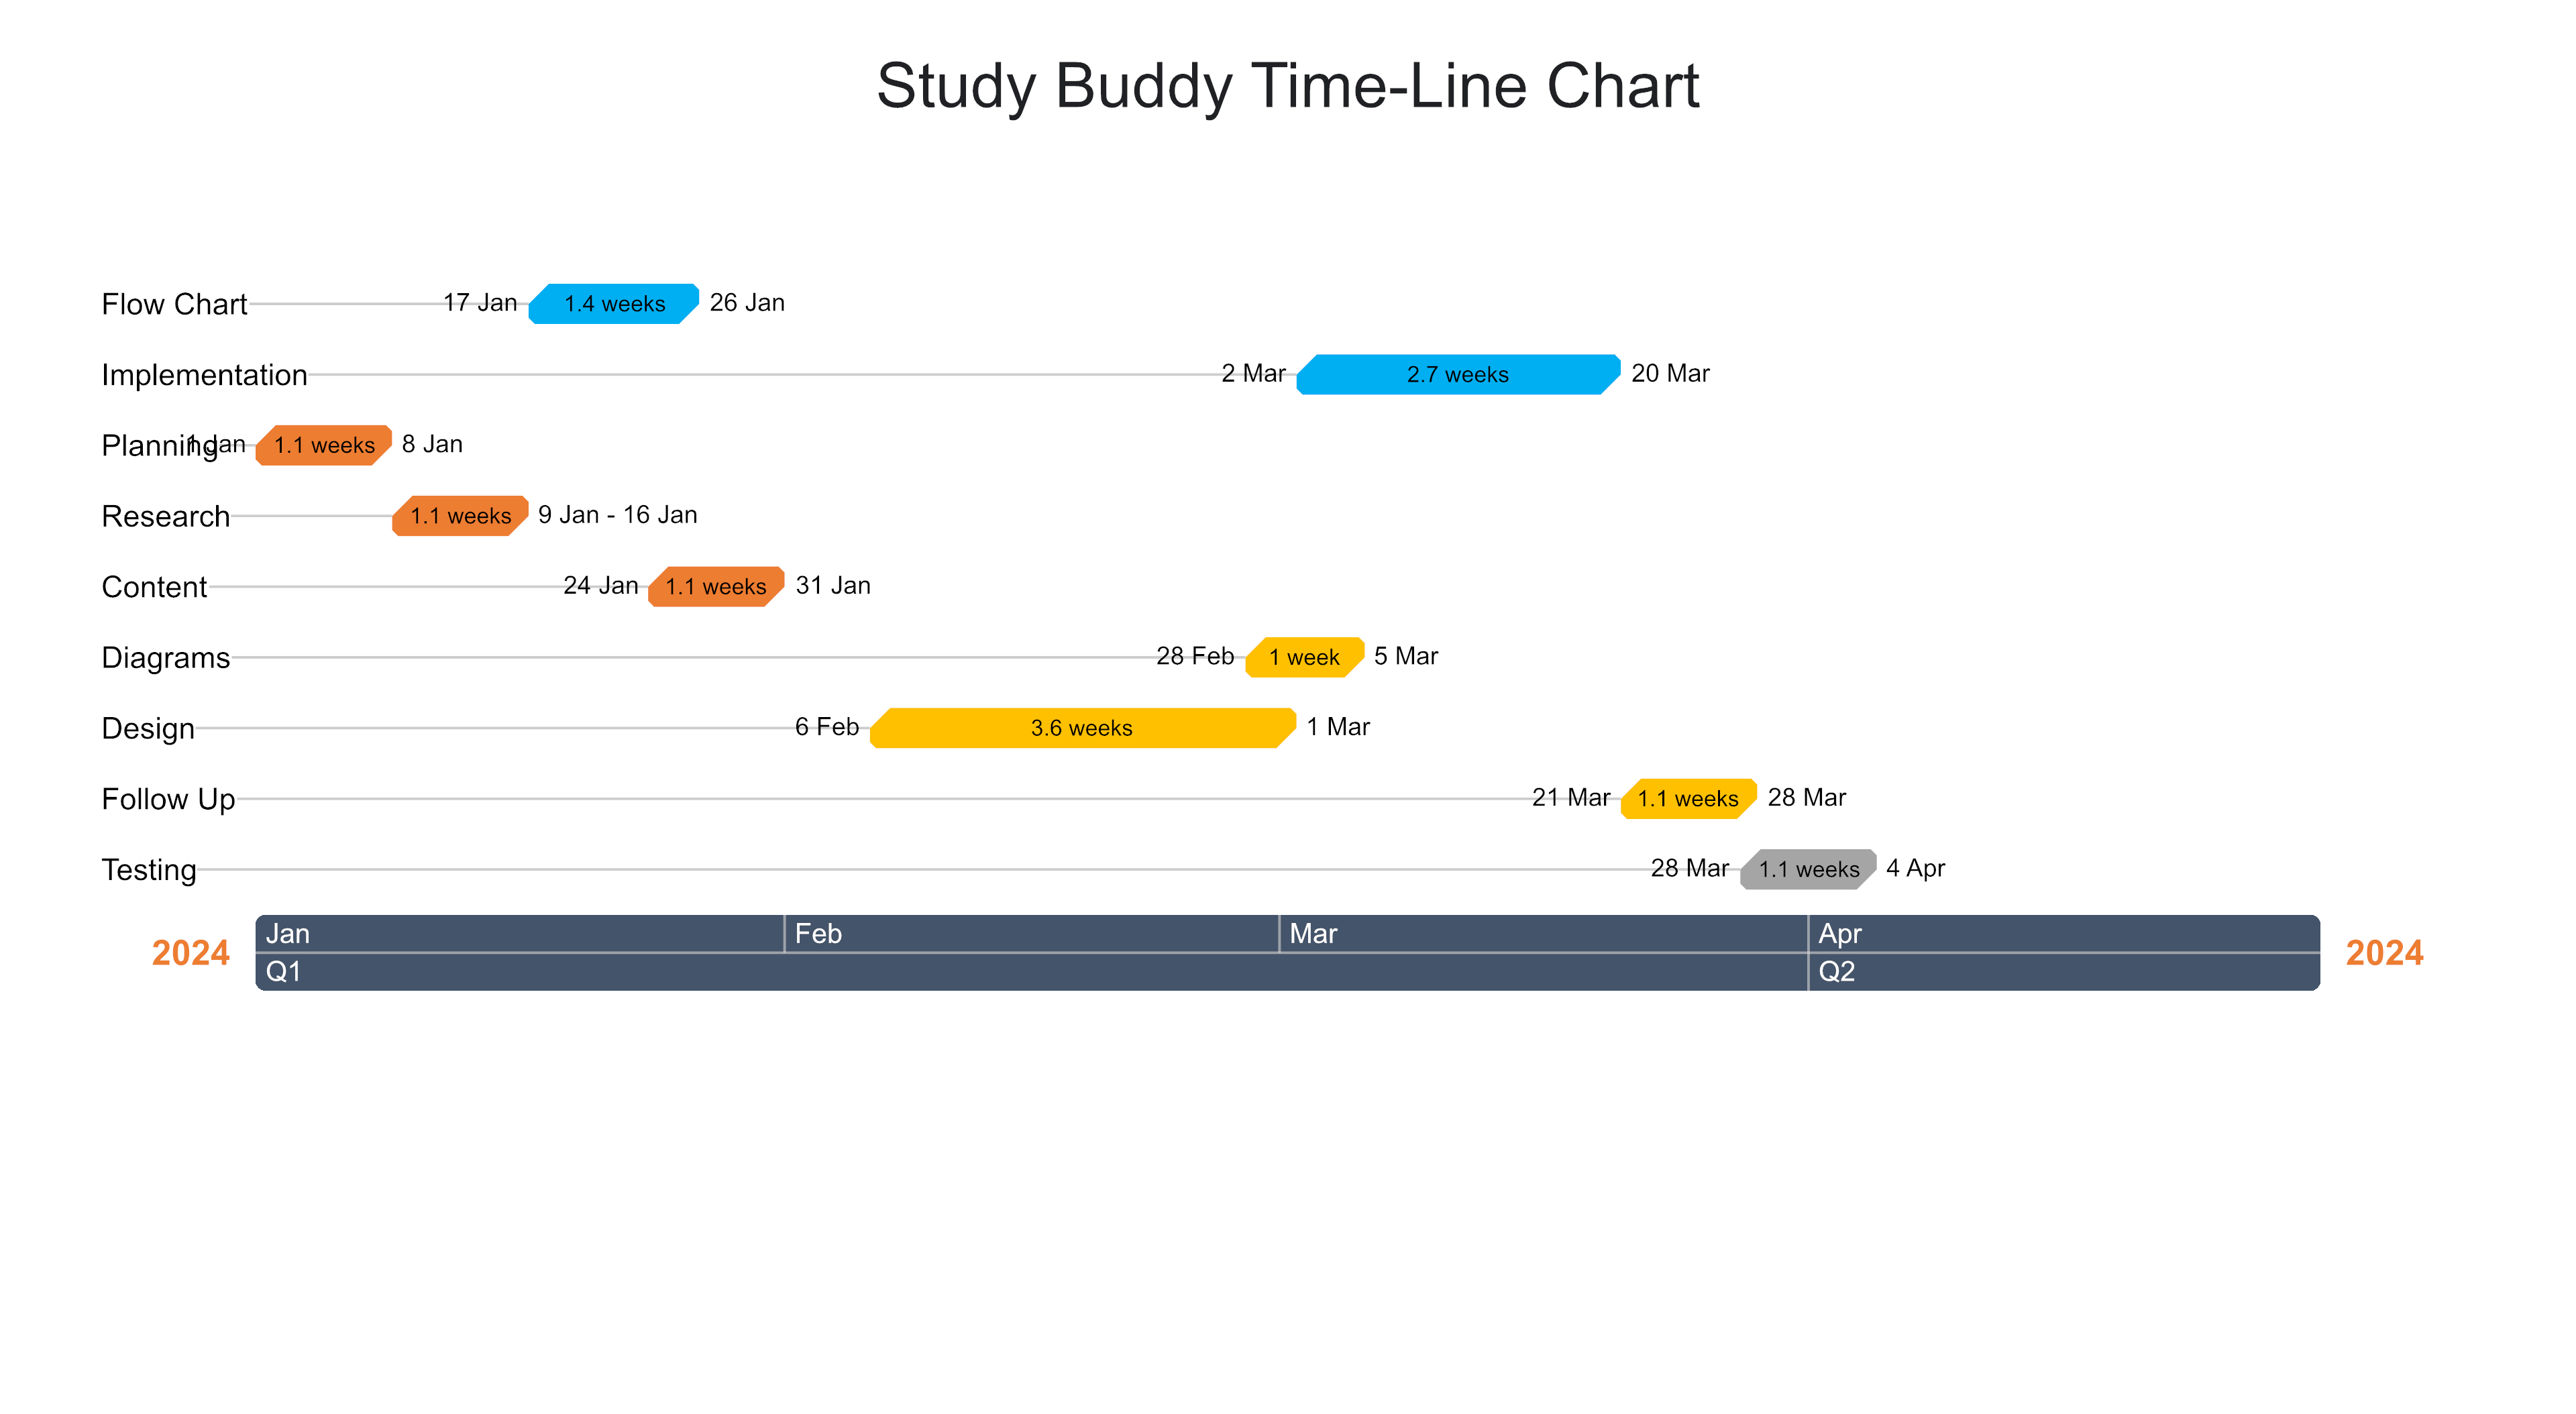 Study Buddy Time-Line Chart
Flow Chart 17 Jan 1.4 weeks 26 Jan
Implementation 2 Mar 2.7 weeks 20 Mar
Planning 1 Jan 1.1 weeks 8 Jan
Research 1.1 weeks 9 Jan - 16 Jan
Content 24 Jan 1.1 weeks 31 Jan
Diagrams 28 Feb 1 week 5 Mar
Design 6 Feb 3.6 weeks 1 Mar
Follow Up 21 Mar 1.1 weeks 28 Mar
Testing 28 Mar 1.1 weeks 4 Apr
Jan Feb Mar Apr
2024 2024
Q1 Q2